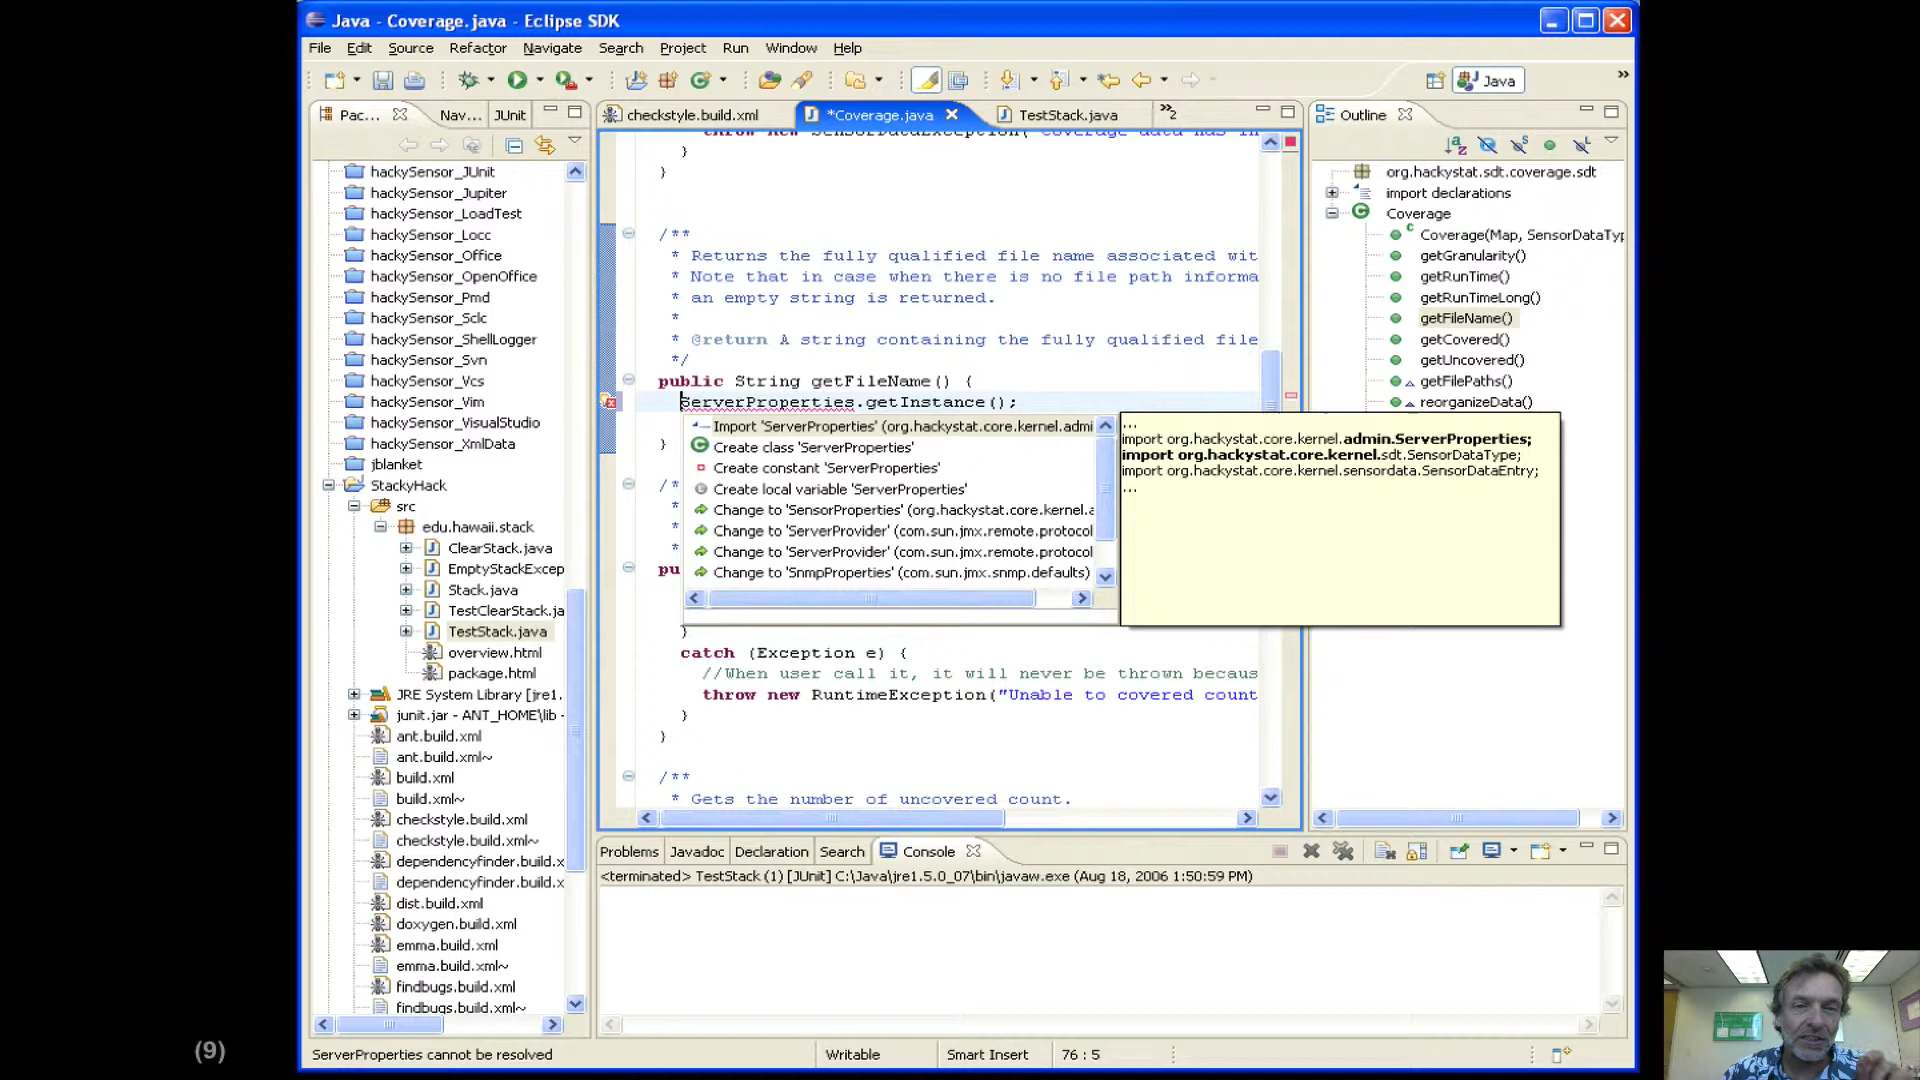 Java - Coverage.java - Eclipse SDK
File Edit Source Refactor Navigate Search Project Run Window Help
Java
Pac...
Nav...
JUnit
checkstyle.build.xml
*Coverage.java
TestStack.java
2
Outline
hackySensor_JUnit
hackySensor_Jupiter
hackySensor_LoadTest
hackySensor_Locc
hackySensor_Office
hackySensor_OpenOffice
hackySensor_Pmd
hackySensor_Sclc
hackySensor_ShellLogger
hackySensor_Svn
hackySensor_Vcs
hackySensor_Vim
hackySensor_VisualStudio
hackySensor_XmlData
jblanket
StackyHack
src
edu.hawaii.stack
ClearStack.java
EmptyStackExcep
Stack.java
TestClearStack.ja
TestStack.java
overview.html
package.html
JRE System Library [jre1.
junit.jar - ANT_HOME\lib -
ant.build.xml
ant.build.xml~
build.xml
build.xml~
checkstyle.build.xml
checkstyle.build.xml~
dependencyfinder.build.x
dependencyfinder.build.x
dist.build.xml
doxygen.build.xml
emma.build.xml
emma.build.xml~
findbugs.build.xml
findbugs.build.xml~
throw new SensorDataException("Coverage data has in
}
}
/**
* Returns the fully qualified file name associated wit
* Note that in case when there is no file path informa
* an empty string is returned.
*
* @return A string containing the fully qualified file
*/
public String getFileName() {
ServerProperties.getInstance();
}
/*
*
*
*
pu
Import 'ServerProperties' (org.hackystat.core.kernel.admi
Create class 'ServerProperties'
Create constant 'ServerProperties'
Create local variable 'ServerProperties'
Change to 'SensorProperties' (org.hackystat.core.kernel.a
Change to 'ServerProvider' (com.sun.jmx.remote.protocol
Change to 'ServerProvider' (com.sun.jmx.remote.protocol
Change to 'SnmpProperties' (com.sun.jmx.snmp.defaults)
...
import org.hackystat.core.kernel.admin.ServerProperties;
import org.hackystat.core.kernel.sdt.SensorDataType;
import org.hackystat.core.kernel.sensordata.SensorDataEntry;
...
}
catch (Exception e) {
//When user call it, it will never be thrown becaus
throw new RuntimeException("Unable to covered count
}
}
/**
* Gets the number of uncovered count.
org.hackystat.sdt.coverage.sdt
import declarations
Coverage
Coverage(Map, SensorDataTyp
getGranularity()
getRunTime()
getRunTimeLong()
getFileName()
getCovered()
getUncovered()
getFilePaths()
reorganizeData()
Problems Javadoc Declaration Search Console
<terminated> TestStack (1) [JUnit] C:\Java\jre1.5.0_07\bin\javaw.exe (Aug 18, 2006 1:50:59 PM)
ServerProperties cannot be resolved
Writable
Smart Insert
76 : 5
(9)